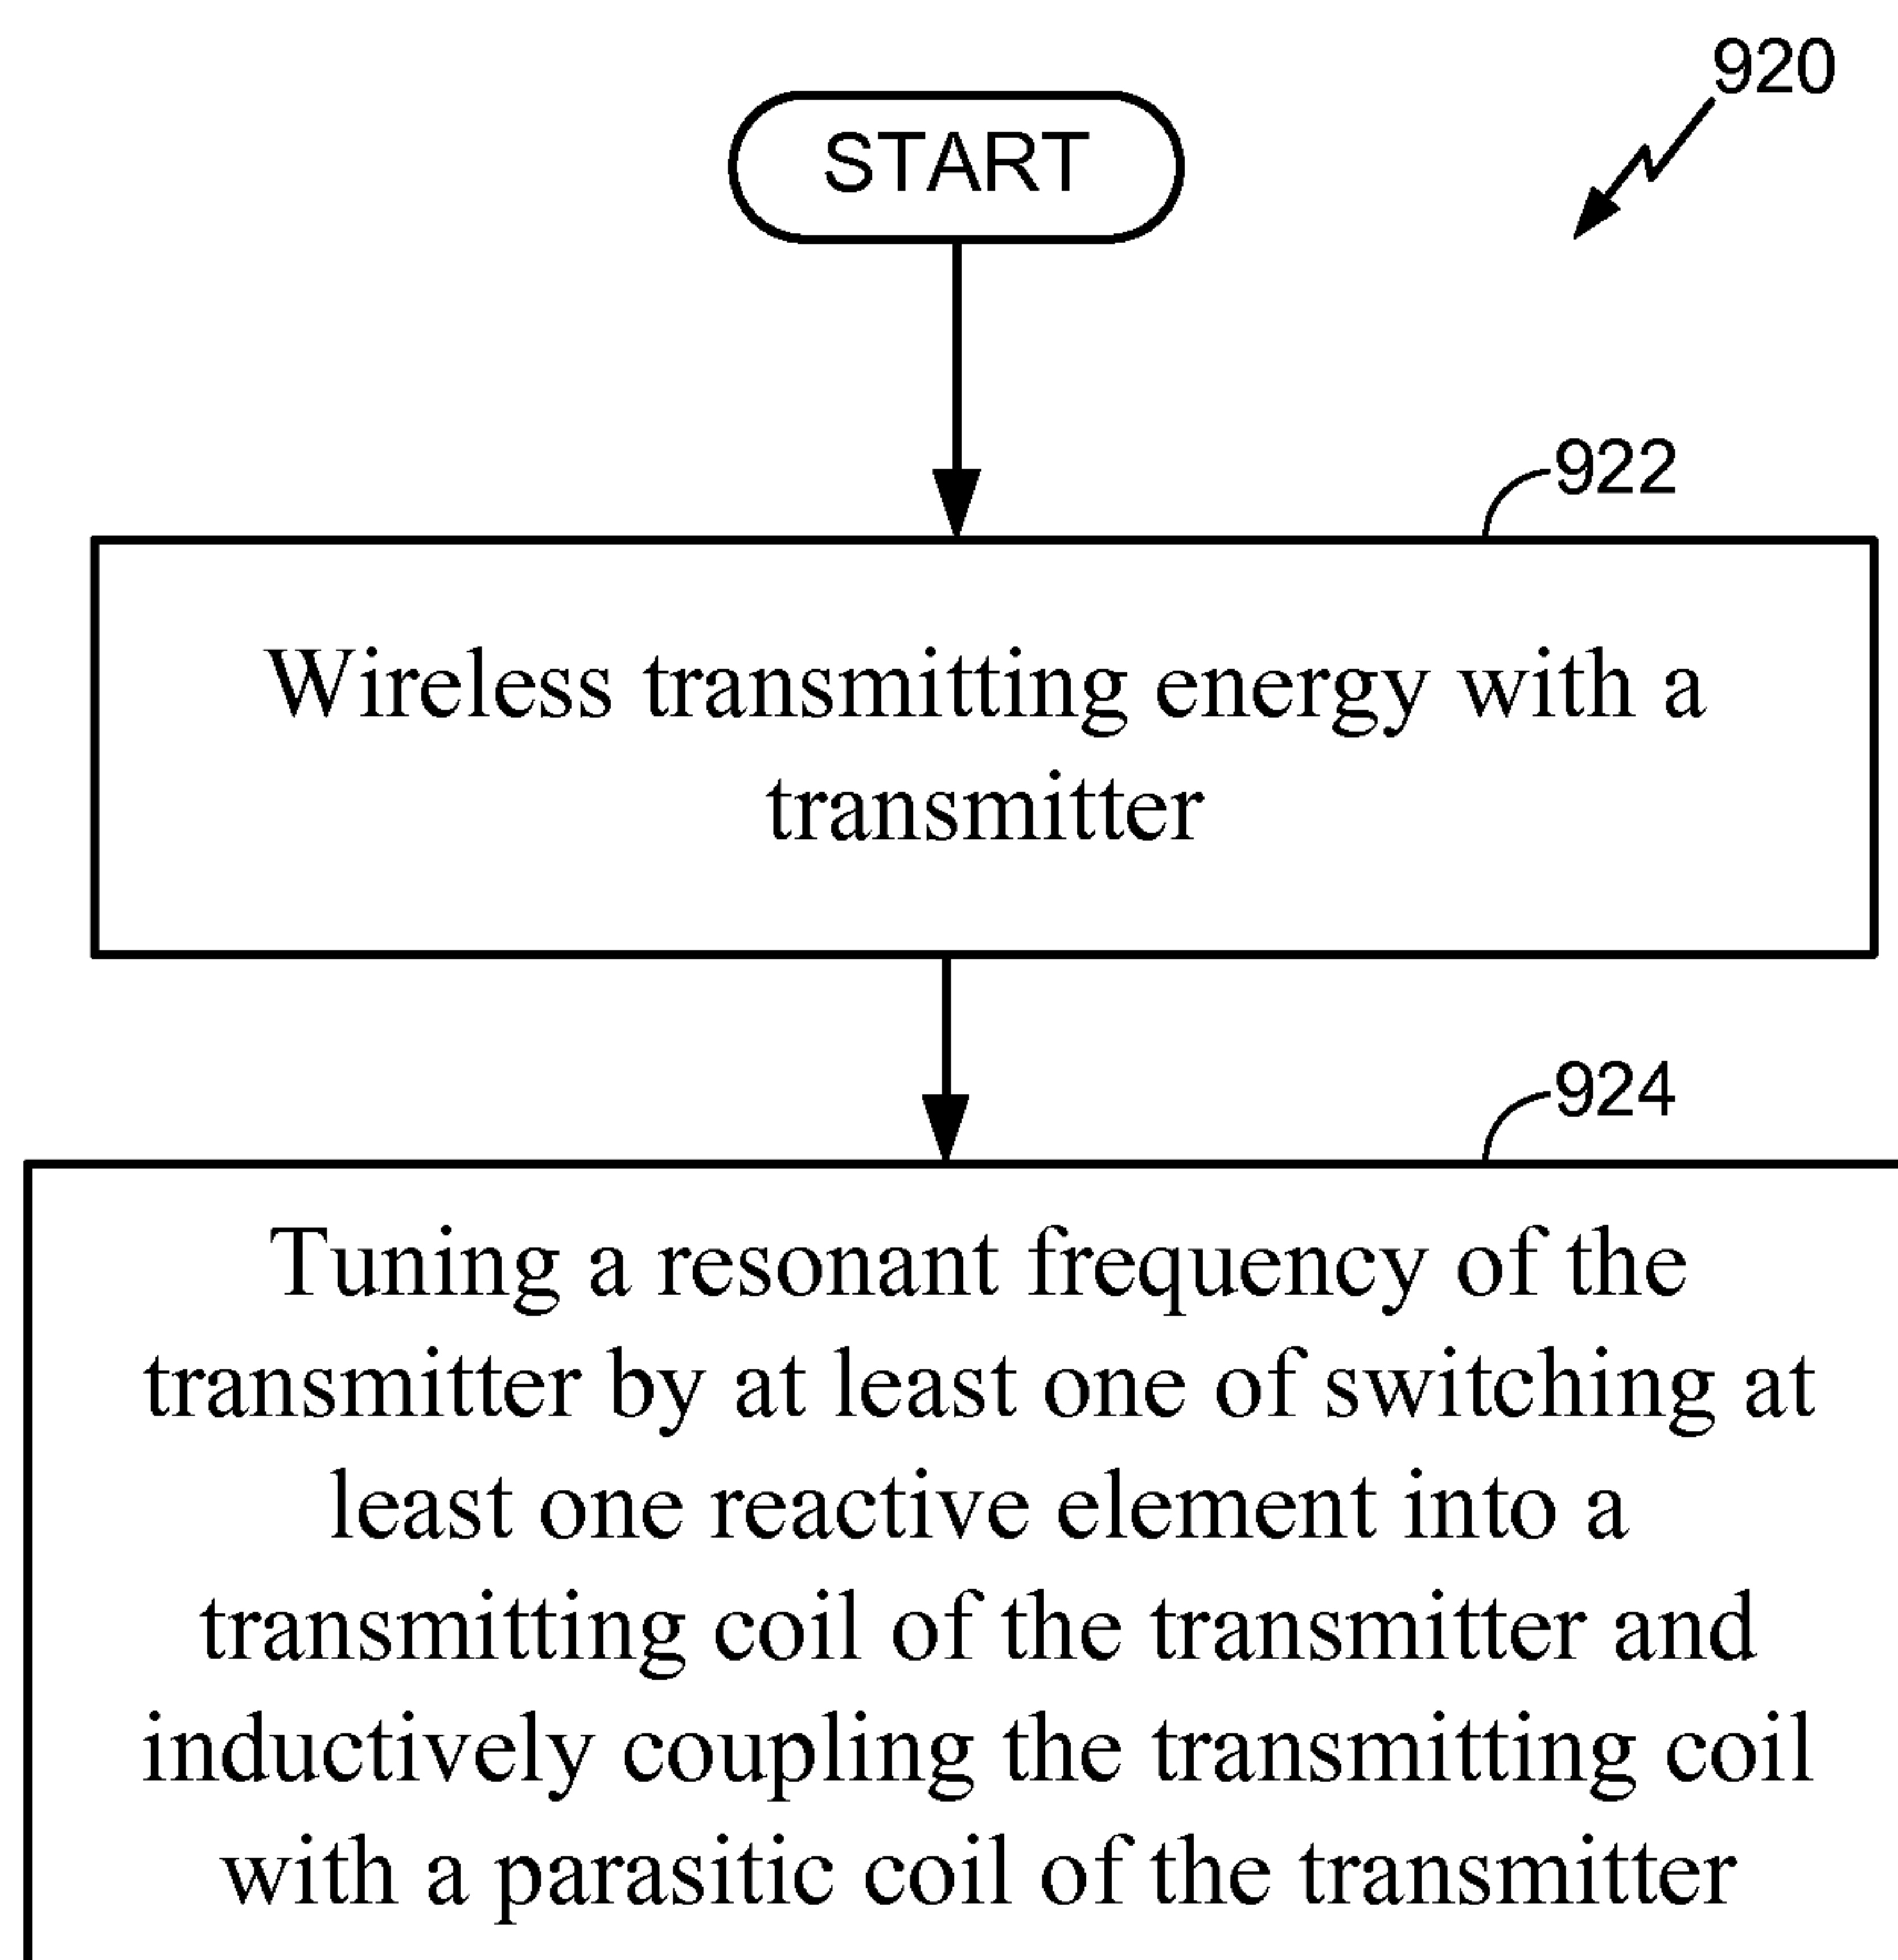 920
START
922
Wireless transmitting energy with a
transmitter
924
Tuning a resonant frequency of the
transmitter by at least one of switching at
least one reactive element into a
transmitting coil of the transmitter and
inductively coupling the transmitting coil
with a parasitic coil of the transmitter